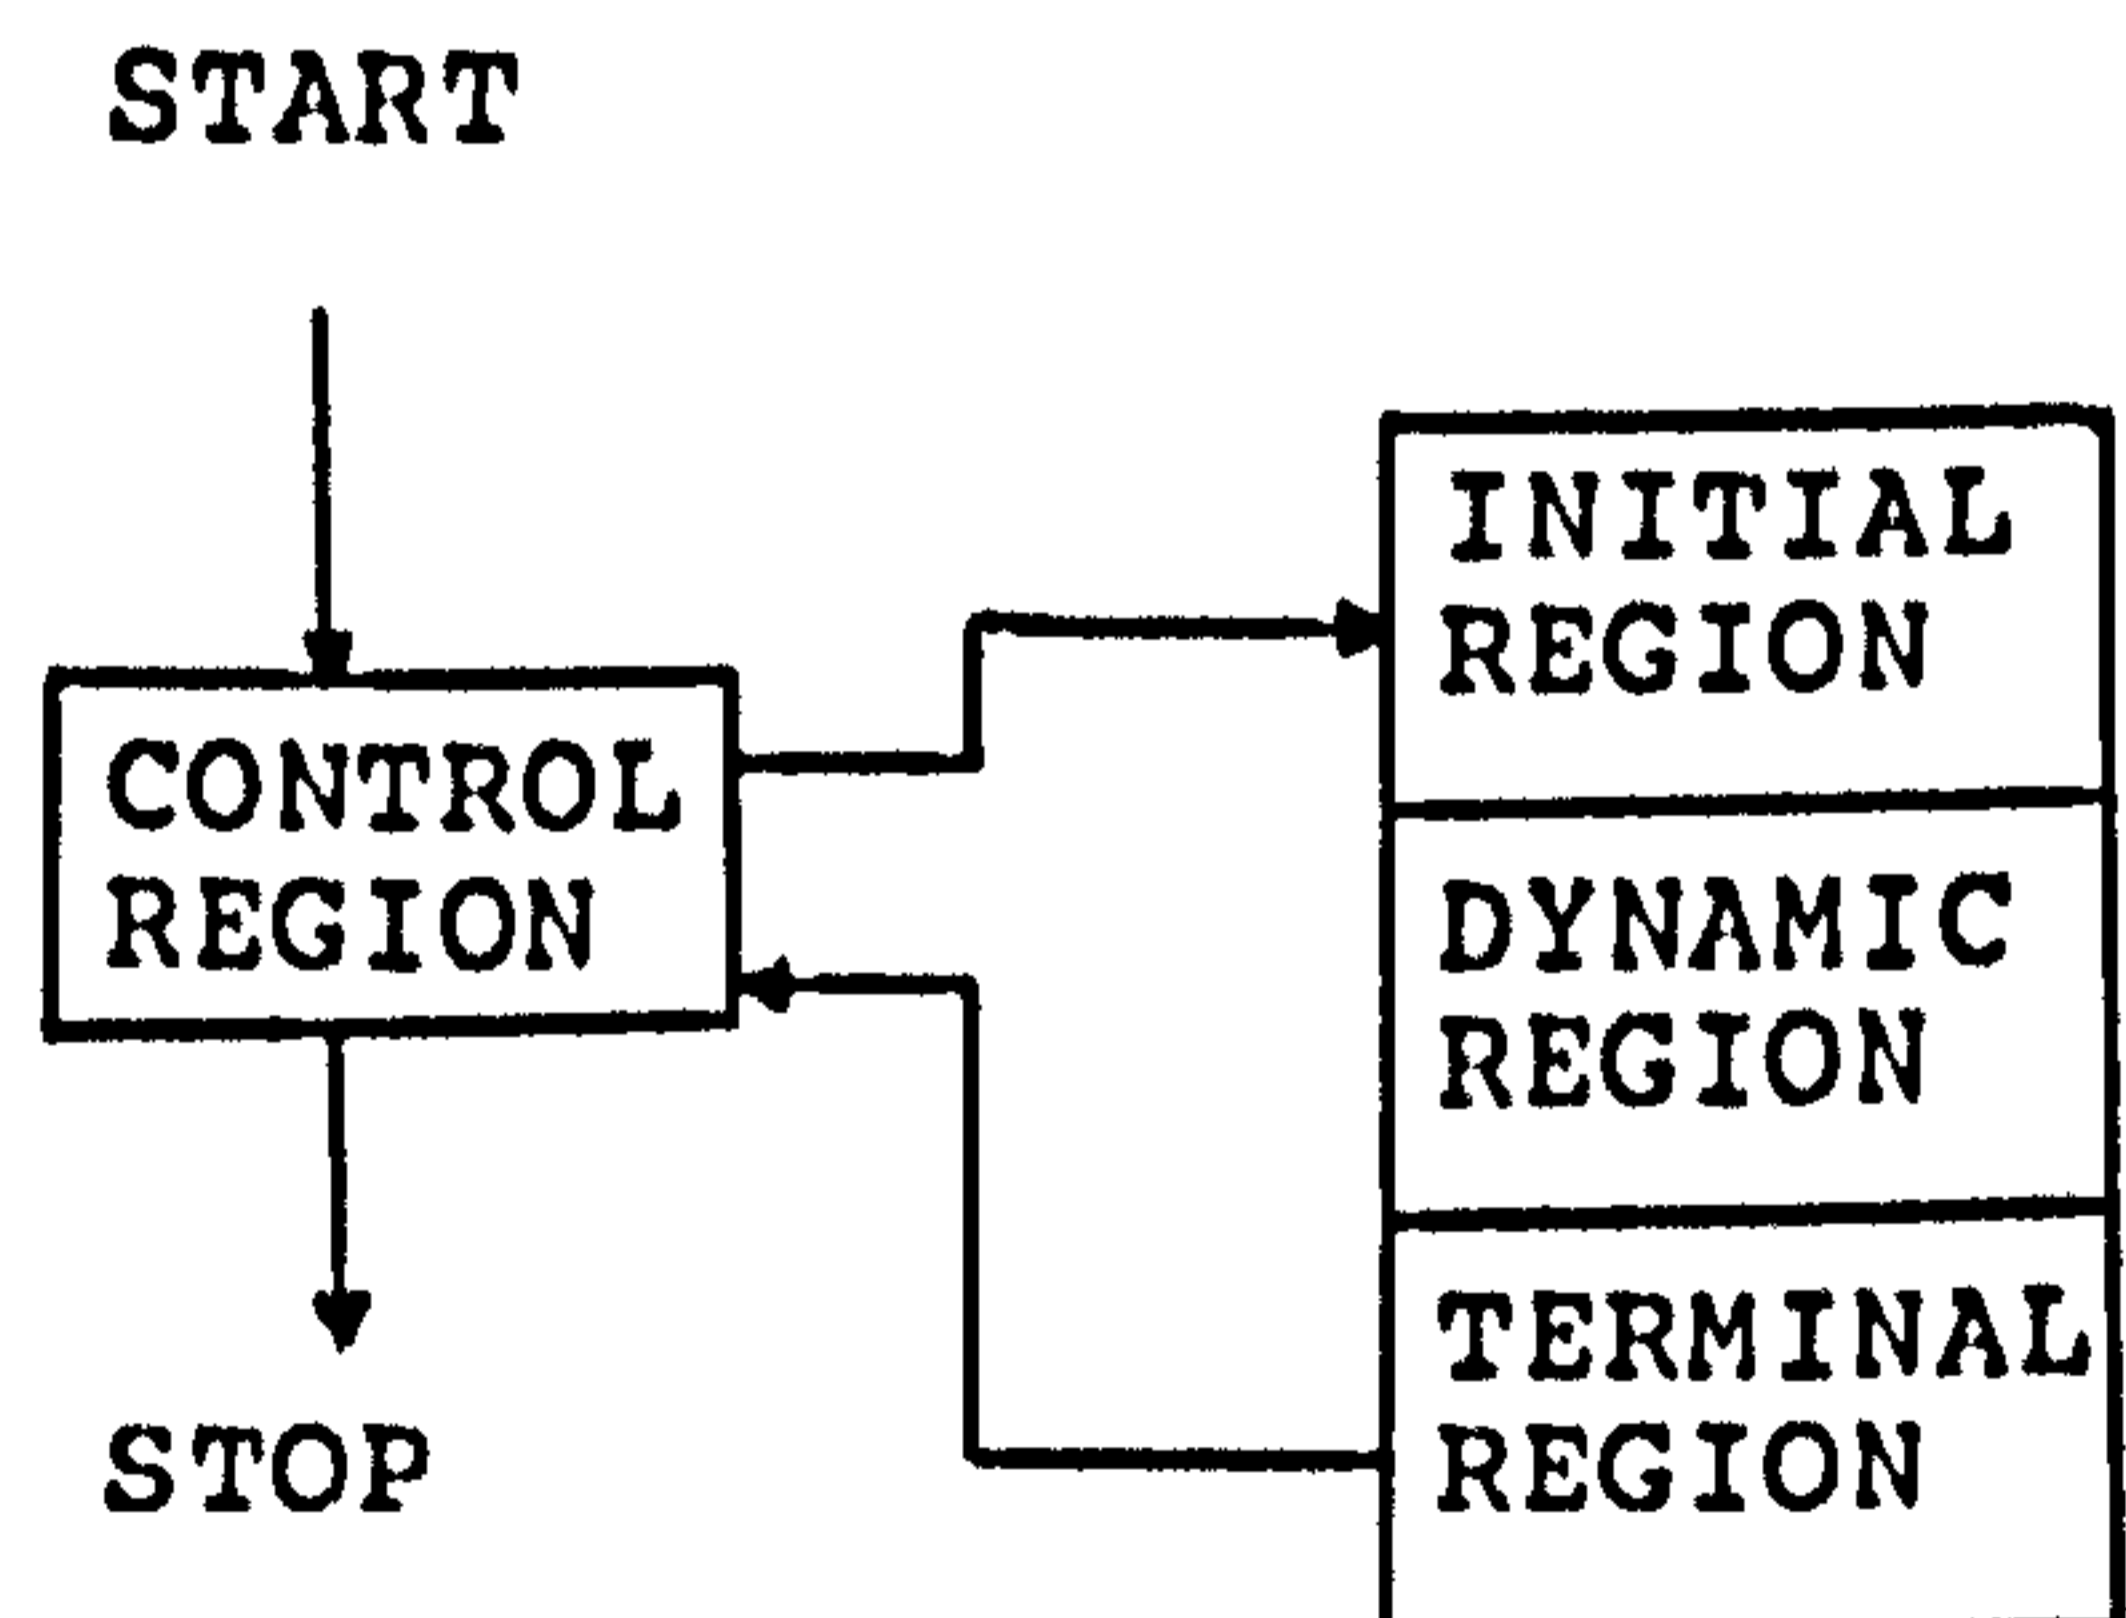 START
CONTROL
REGION
STOP
INITIAL
REGION
DYNAMIC
REGION
TERMINAL
REGION